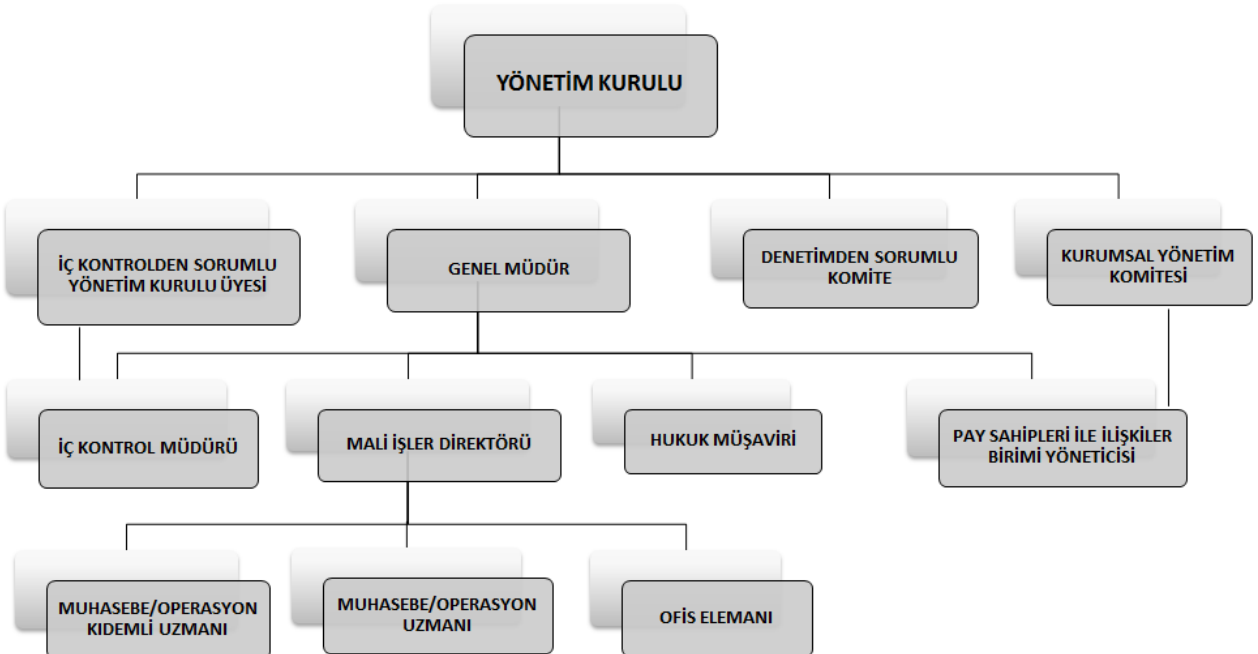 YÖNETİM KURULU
İÇ KONTROLDEN SORUMLU
YÖNETİM KURULU ÜYESİ
GENEL MÜDÜR
DENETİMDEN SORUMLU
KOMİTE
KURUMSAL YÖNETİM
KOMİTESİ
İÇ KONTROL MÜDÜRÜ
MALİ İŞLER DİREKTÖRÜ
HUKUK MÜŞAVİRİ
PAY SAHİPLERİ İLE İLİŞKİLER
BİRİMİ YÖNETİCİSİ
MUHASEBE/OPERASYON
KIDEMLİ UZMANI
MUHASEBE/OPERASYON
UZMANI
OFİS ELEMANI